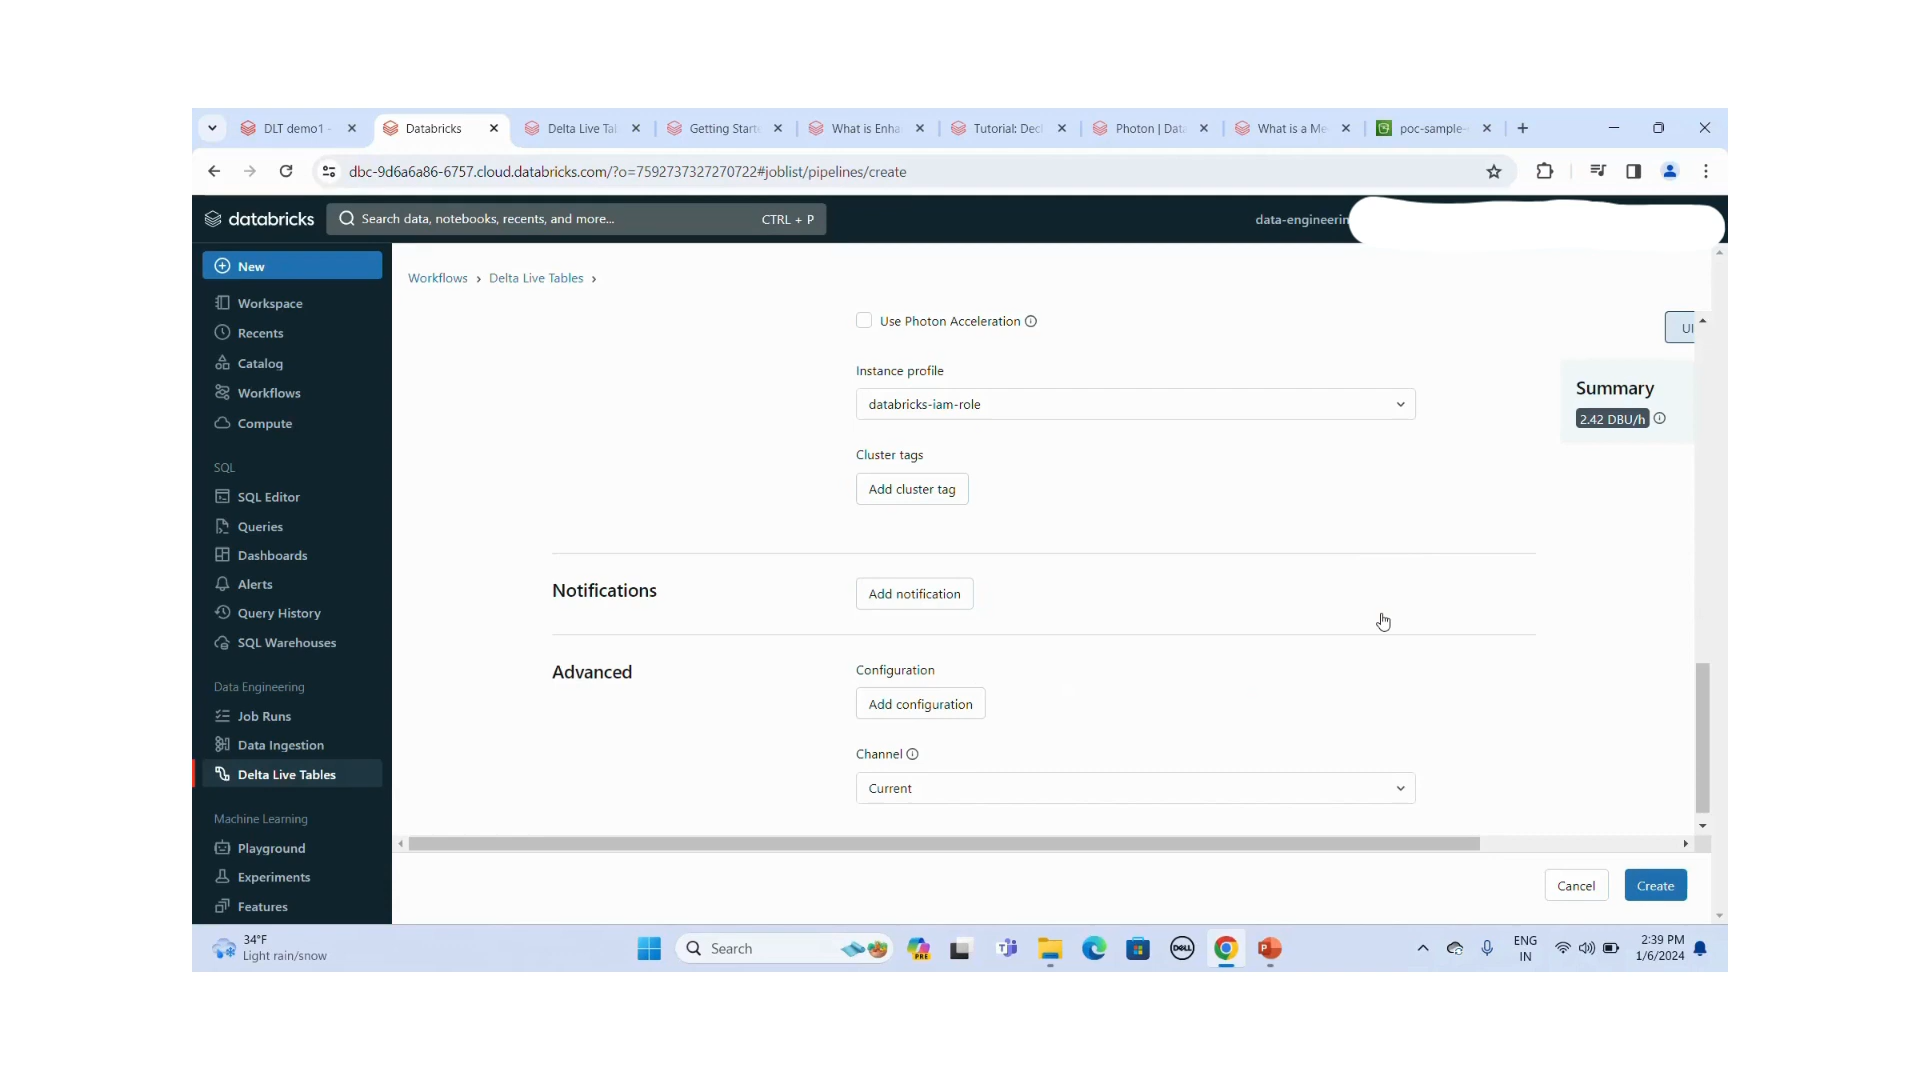 DLT demo1 -
Databricks
Delta Live Tal
Getting Starte
What is Enha
Tutorial: Decl
Photon | Data
What is a Me
poc-sample-
dbc-9d6a6a86-6757.cloud.databricks.com/?o=7592737327270722#joblist/pipelines/create
databricks
Search data, notebooks, recents, and more...
CTRL + P
data-engineerin
New
Workspace
Recents
Catalog
Workflows
Compute
SQL
SQL Editor
Queries
Dashboards
Alerts
Query History
SQL Warehouses
Data Engineering
Job Runs
Data Ingestion
Delta Live Tables
Machine Learning
Playground
Experiments
Features
Workflows › Delta Live Tables ›
Use Photon Acceleration
UI
Instance profile
databricks-iam-role
Summary
2.42 DBU/h
Cluster tags
Add cluster tag
Notifications
Add notification
Advanced
Configuration
Add configuration
Channel
Current
Cancel
Create
34°F
Light rain/snow
Search
PRE
DELL
ENG
IN
2:39 PM
1/6/2024